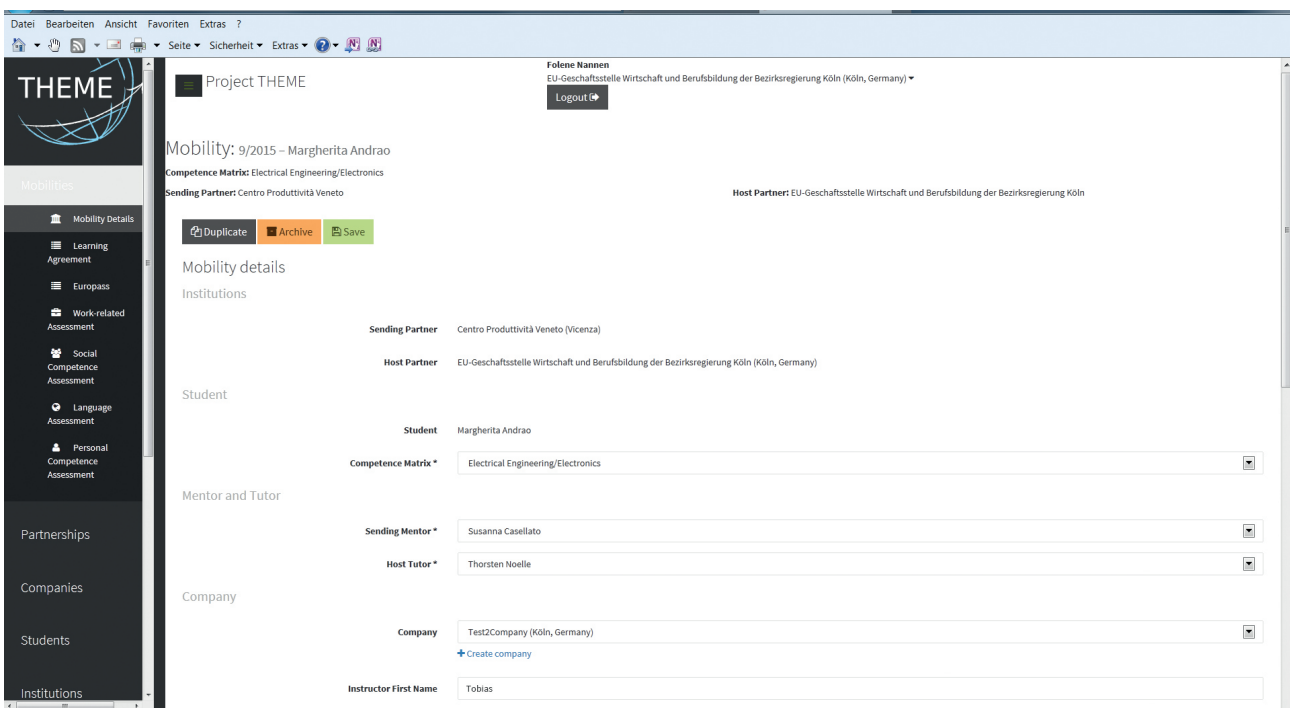 Datei Bearbeiten Ansicht Favoriten Extras ?
Seite Sicherheit Extras
THEME
Project THEME
Folene Nannen
EU-Geschaftsstelle Wirtschaft und Berufsbildung der Bezirksregierung Köln (Köln, Germany)
Logout
Mobilities
Mobility Details
Learning
Agreement
Europass
Work-related
Assessment
Social
Competence
Assessment
Language
Assessment
Personal
Competence
Assessment
Partnerships
Companies
Students
Institutions
Mobility: 9/2015 – Margherita Andrao
Competence Matrix: Electrical Engineering/Electronics
Sending Partner: Centro Produttività Veneto
Host Partner: EU-Geschaftsstelle Wirtschaft und Berufsbildung der Bezirksregierung Köln
Duplicate Archive Save
Mobility details
Institutions
Sending Partner Centro Produttività Veneto (Vicenza)
Host Partner EU-Geschaftsstelle Wirtschaft und Berufsbildung der Bezirksregierung Köln (Köln, Germany)
Student
Student Margherita Andrao
Competence Matrix * Electrical Engineering/Electronics
Mentor and Tutor
Sending Mentor * Susanna Casellato
Host Tutor * Thorsten Noelle
Company
Company Test2Company (Köln, Germany)
+ Create company
Instructor First Name Tobias